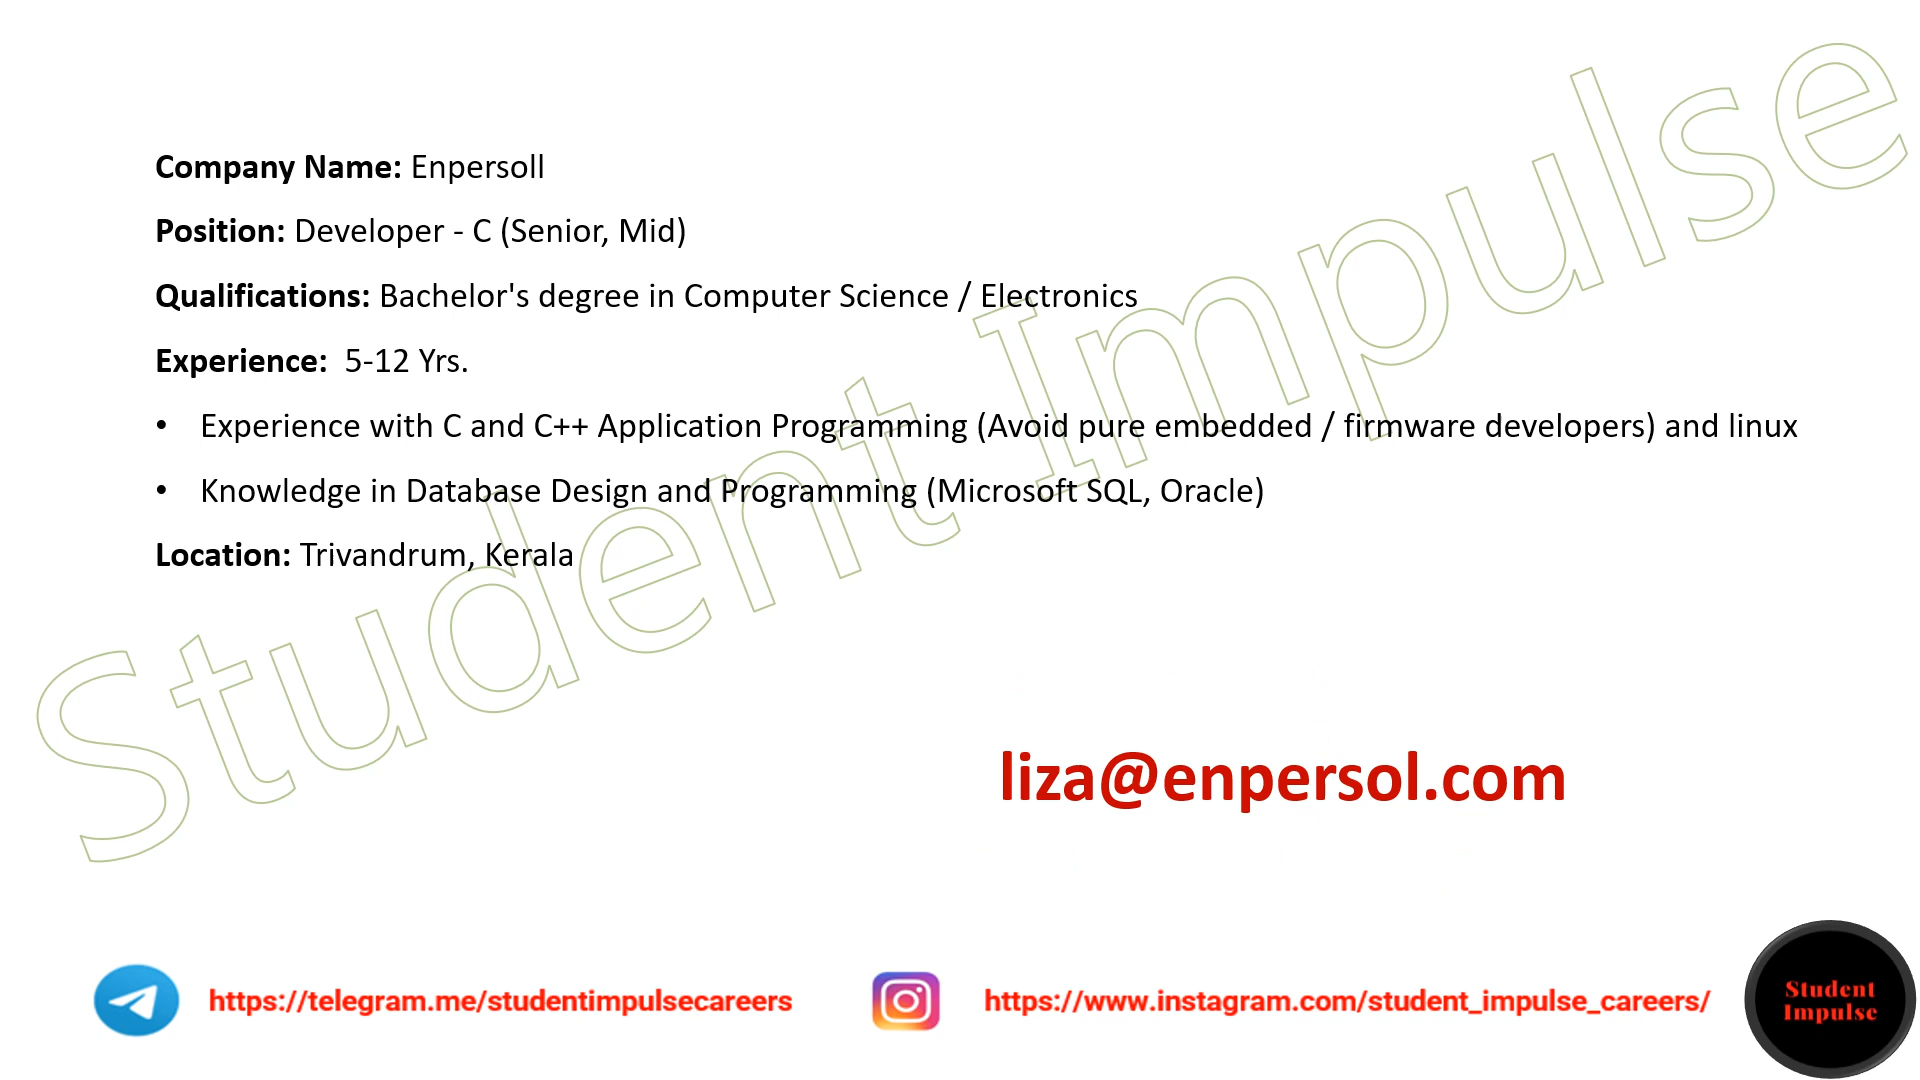 Company Name: Enpersoll
Position: Developer - C (Senior, Mid)
Qualifications: Bachelor's degree in Computer Science / Electronics
Experience:  5-12 Yrs.
• Experience with C and C++ Application Programming (Avoid pure embedded / firmware developers) and linux
• Knowledge in Database Design and Programming (Microsoft SQL, Oracle)
Location: Trivandrum, Kerala
Student Impulse
liza@enpersol.com
https://telegram.me/studentimpulsecareers
https://www.instagram.com/student_impulse_careers/
Student
Impulse